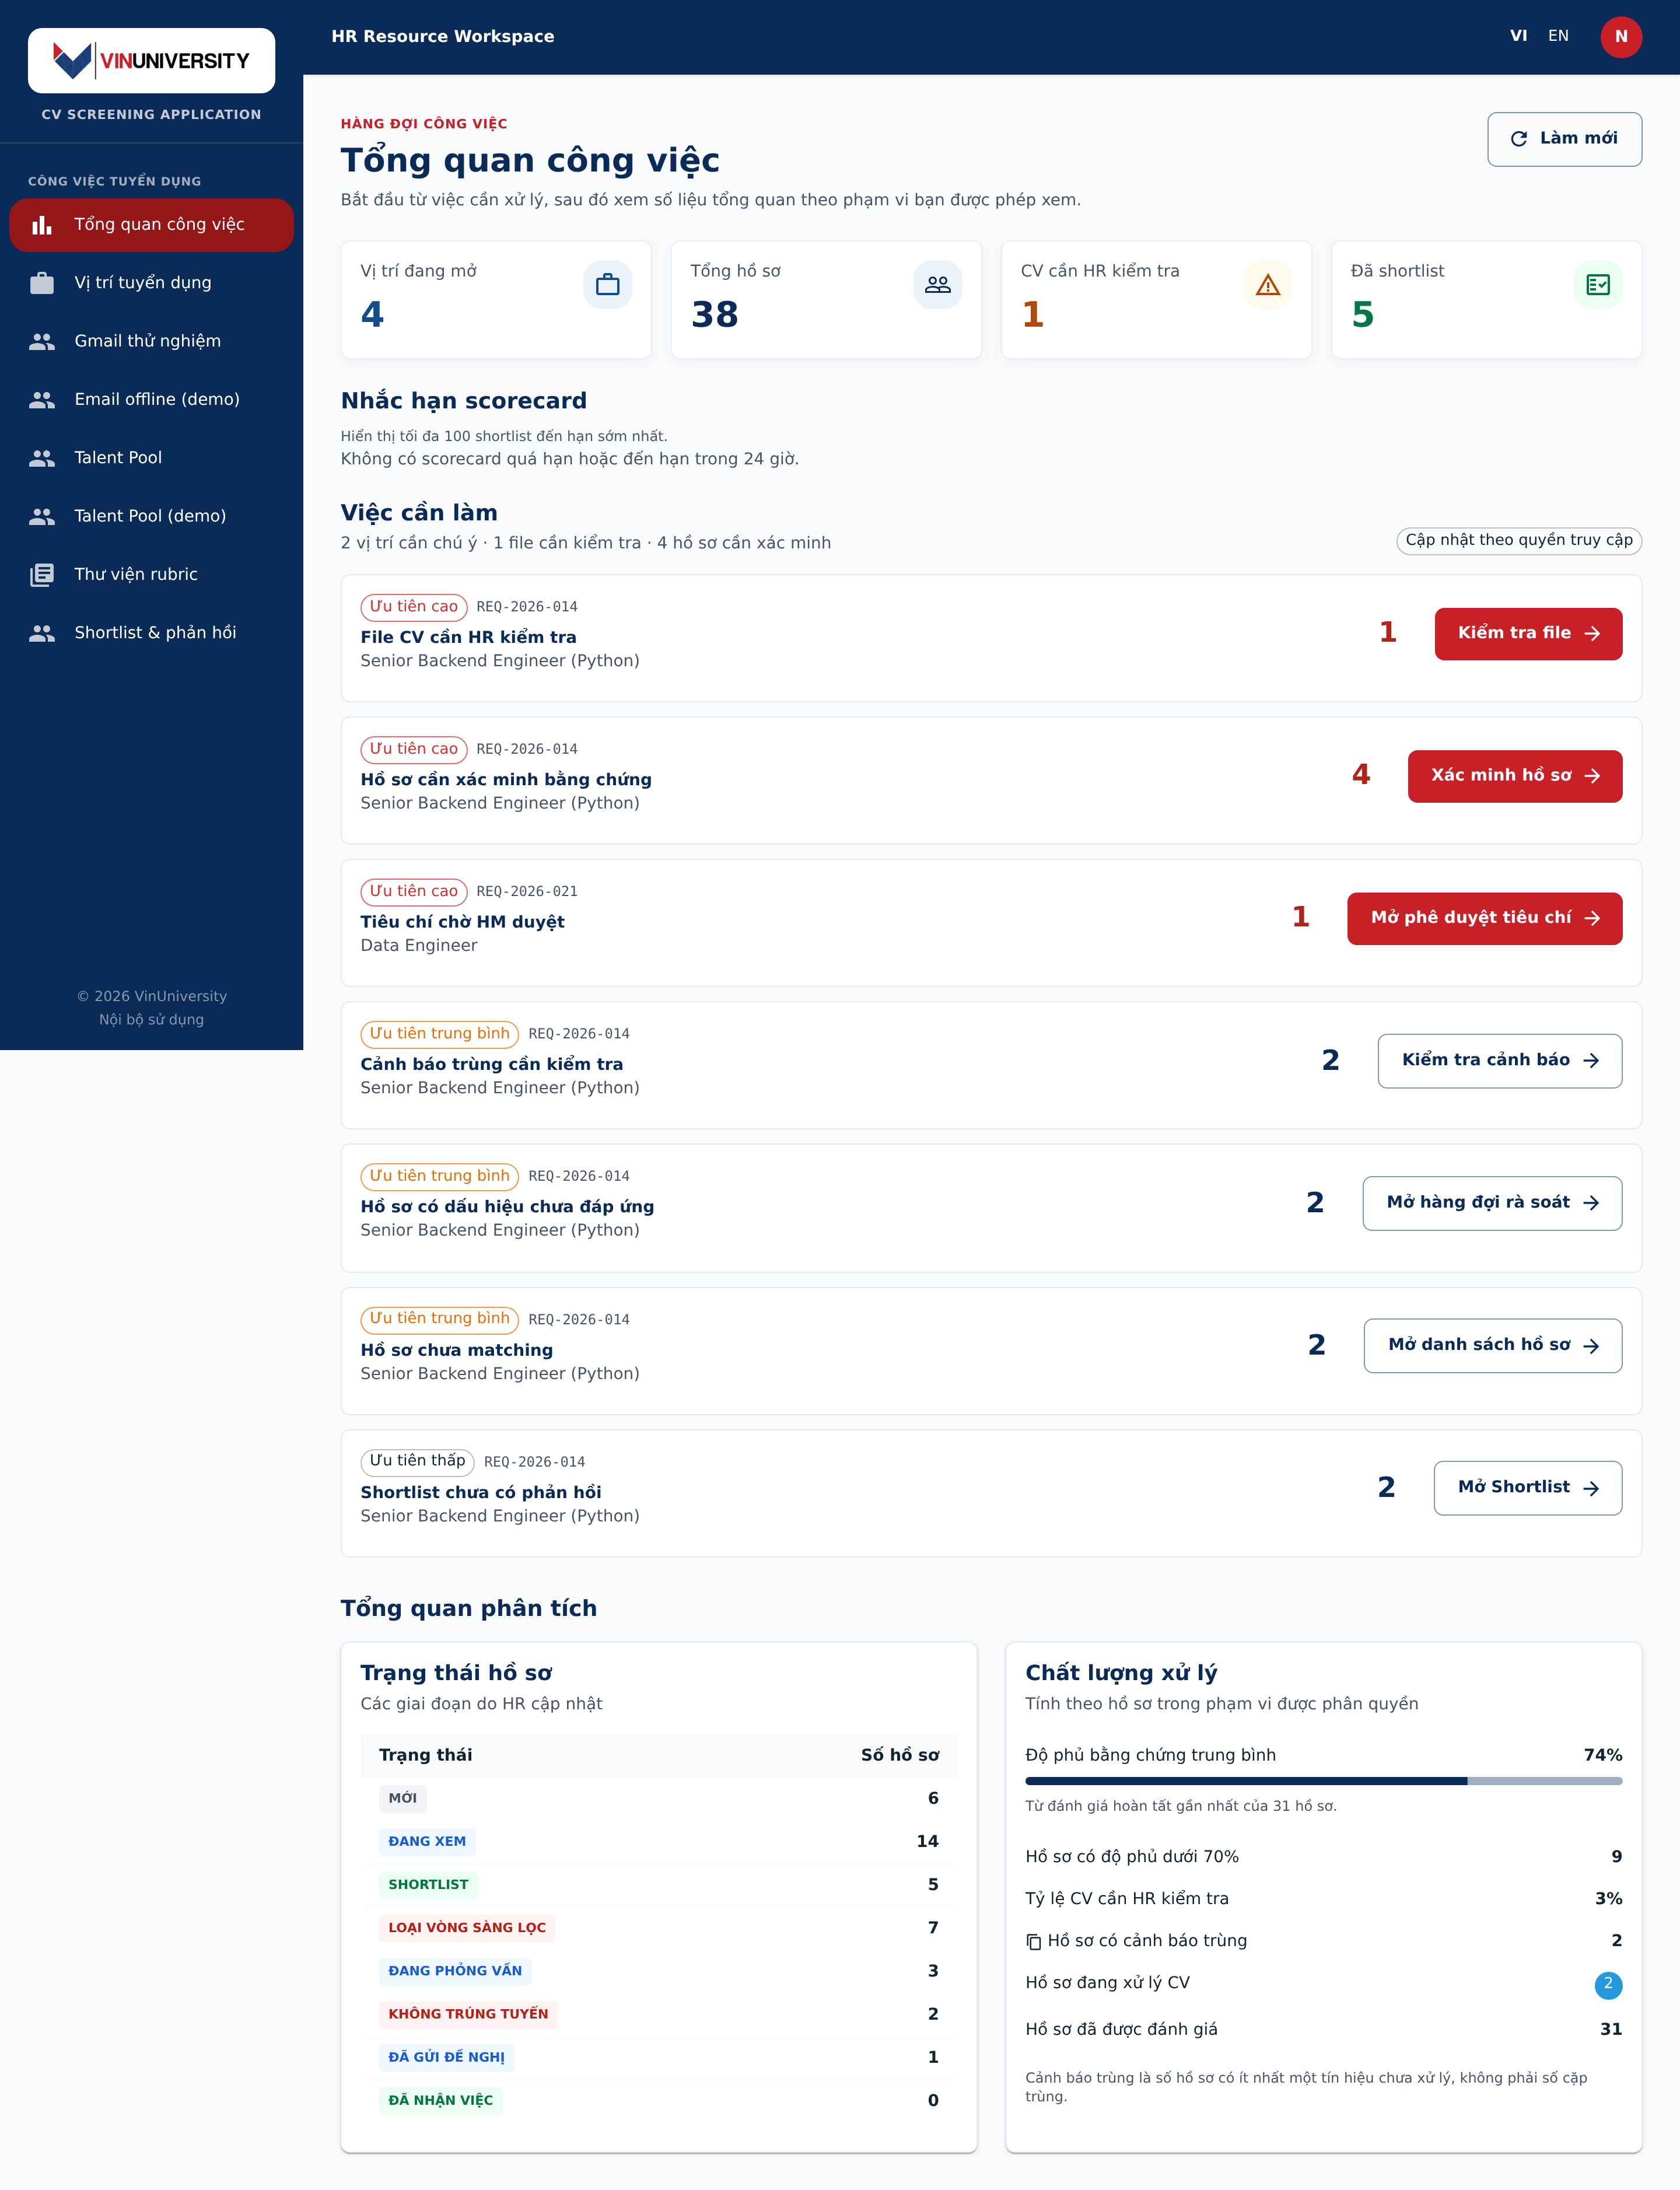 VINUNIVERSITY
CV SCREENING APPLICATION
CÔNG VIỆC TUYỂN DỤNG
Tổng quan công việc
Vị trí tuyển dụng
Gmail thử nghiệm
Email offline (demo)
Talent Pool
Talent Pool (demo)
Thư viện rubric
Shortlist & phản hồi
© 2026 VinUniversity
Nội bộ sử dụng
HR Resource Workspace
VI EN N
HÀNG ĐỢI CÔNG VIỆC
Tổng quan công việc
Bắt đầu từ việc cần xử lý, sau đó xem số liệu tổng quan theo phạm vi bạn được phép xem.
Làm mới
Vị trí đang mở
4
Tổng hồ sơ
38
CV cần HR kiểm tra
1
Đã shortlist
5
Nhắc hạn scorecard
Hiển thị tối đa 100 shortlist đến hạn sớm nhất.
Không có scorecard quá hạn hoặc đến hạn trong 24 giờ.
Việc cần làm
2 vị trí cần chú ý · 1 file cần kiểm tra · 4 hồ sơ cần xác minh
Cập nhật theo quyền truy cập
Ưu tiên cao REQ-2026-014
File CV cần HR kiểm tra
Senior Backend Engineer (Python)
1 Kiểm tra file
Ưu tiên cao REQ-2026-014
Hồ sơ cần xác minh bằng chứng
Senior Backend Engineer (Python)
4 Xác minh hồ sơ
Ưu tiên cao REQ-2026-021
Tiêu chí chờ HM duyệt
Data Engineer
1 Mở phê duyệt tiêu chí
Ưu tiên trung bình REQ-2026-014
Cảnh báo trùng cần kiểm tra
Senior Backend Engineer (Python)
2 Kiểm tra cảnh báo
Ưu tiên trung bình REQ-2026-014
Hồ sơ có dấu hiệu chưa đáp ứng
Senior Backend Engineer (Python)
2 Mở hàng đợi rà soát
Ưu tiên trung bình REQ-2026-014
Hồ sơ chưa matching
Senior Backend Engineer (Python)
2 Mở danh sách hồ sơ
Ưu tiên thấp REQ-2026-014
Shortlist chưa có phản hồi
Senior Backend Engineer (Python)
2 Mở Shortlist
Tổng quan phân tích
Trạng thái hồ sơ
Các giai đoạn do HR cập nhật
Trạng thái Số hồ sơ
MỚI 6
ĐANG XEM 14
SHORTLIST 5
LOẠI VÒNG SÀNG LỌC 7
ĐANG PHỎNG VẤN 3
KHÔNG TRÚNG TUYỂN 2
ĐÃ GỬI ĐỀ NGHỊ 1
ĐÃ NHẬN VIỆC 0
Chất lượng xử lý
Tính theo hồ sơ trong phạm vi được phân quyền
Độ phủ bằng chứng trung bình 74%
Từ đánh giá hoàn tất gần nhất của 31 hồ sơ.
Hồ sơ có độ phủ dưới 70% 9
Tỷ lệ CV cần HR kiểm tra 3%
Hồ sơ có cảnh báo trùng 2
Hồ sơ đang xử lý CV 2
Hồ sơ đã được đánh giá 31
Cảnh báo trùng là số hồ sơ có ít nhất một tín hiệu chưa xử lý, không phải số cặp
trùng.